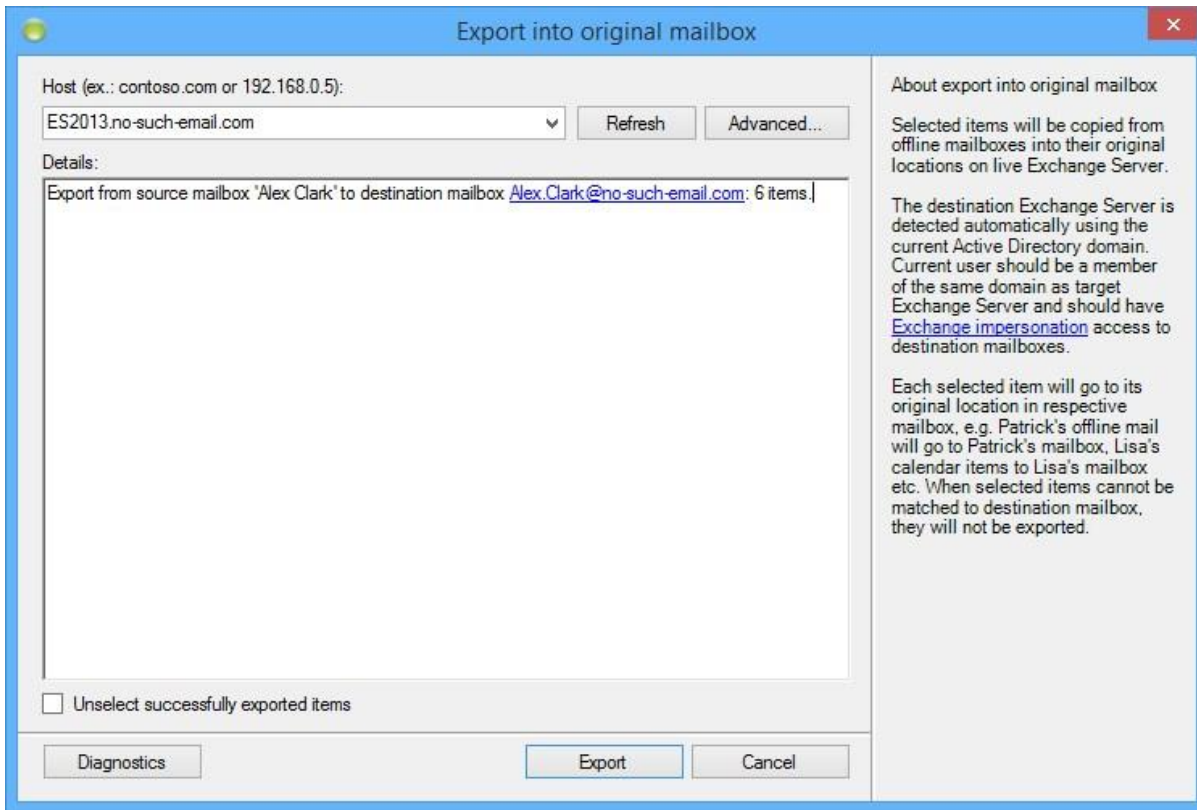 Export into original mailbox
Host (ex.: contoso.com or 192.168.0.5):
ES2013.no-such-email.com
Refresh
Advanced...
Details:
Export from source mailbox 'Alex Clark' to destination mailbox Alex.Clark@no-such-email.com: 6 items.
Unselect successfully exported items
Diagnostics
Export
Cancel
About export into original mailbox
Selected items will be copied from
offline mailboxes into their original
locations on live Exchange Server.
The destination Exchange Server is
detected automatically using the
current Active Directory domain.
Current user should be a member
of the same domain as target
Exchange Server and should have
Exchange impersonation access to
destination mailboxes.
Each selected item will go to its
original location in respective
mailbox, e.g. Patrick's offline mail
will go to Patrick's mailbox, Lisa's
calendar items to Lisa's mailbox
etc. When selected items cannot be
matched to destination mailbox,
they will not be exported.